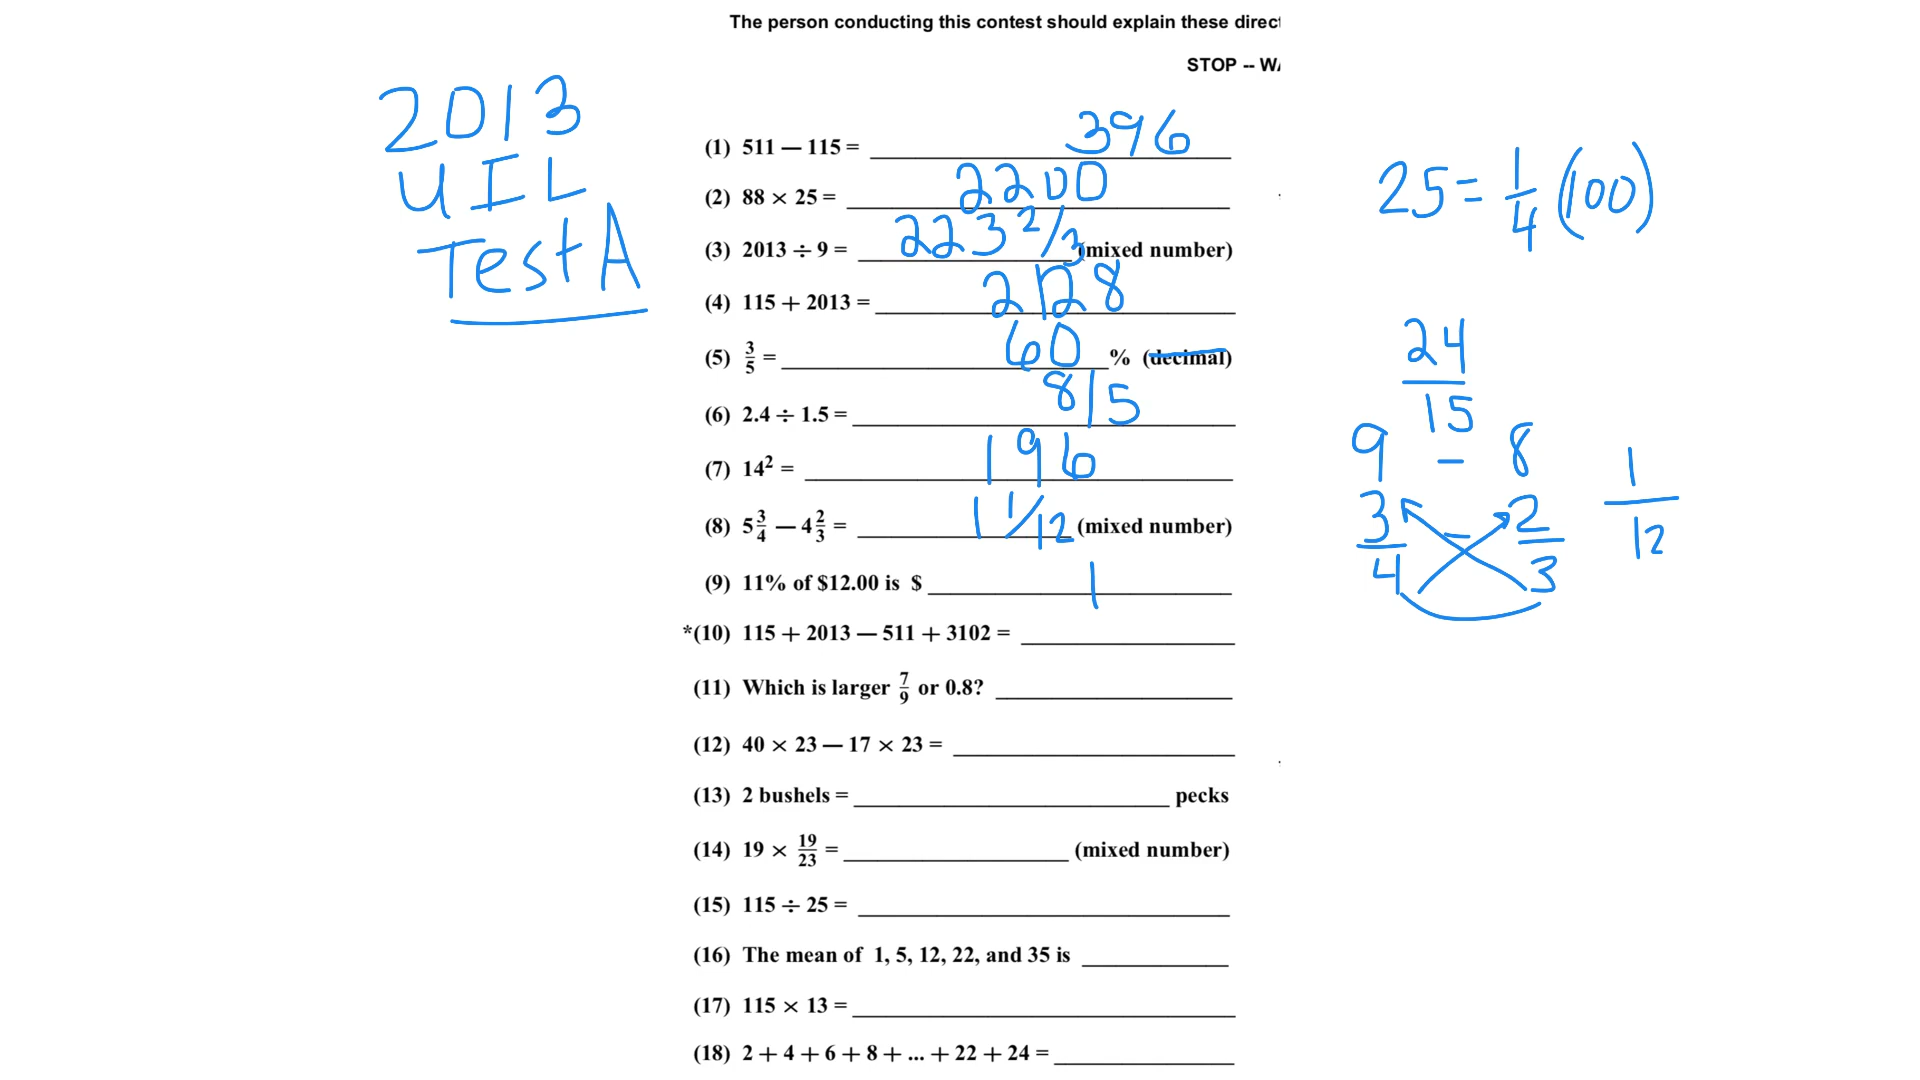 The person conducting this contest should explain these direc
STOP -- W
2013
UIL
Test A
(1) 511 — 115 = 396
(2) 88 × 25 = 2200
(3) 2013 ÷ 9 = 223 2/3 (mixed number)
(4) 115 + 2013 = 2128
(5) 3/5 = 60 % (decimal)
(6) 2.4 ÷ 1.5 = 8/5
(7) 14² = 196
(8) 5 3/4 — 4 2/3 = 1 1/12 (mixed number)
(9) 11% of $12.00 is $ 1
*(10) 115 + 2013 — 511 + 3102 =
(11) Which is larger 7/9 or 0.8?
(12) 40 × 23 — 17 × 23 =
(13) 2 bushels = pecks
(14) 19 × 19/23 = (mixed number)
(15) 115 ÷ 25 =
(16) The mean of 1, 5, 12, 22, and 35 is
(17) 115 × 13 =
(18) 2 + 4 + 6 + 8 + ... + 22 + 24 =
25 = 1/4 (100)
24/15
9 - 8
3/4 - 2/3
1/12